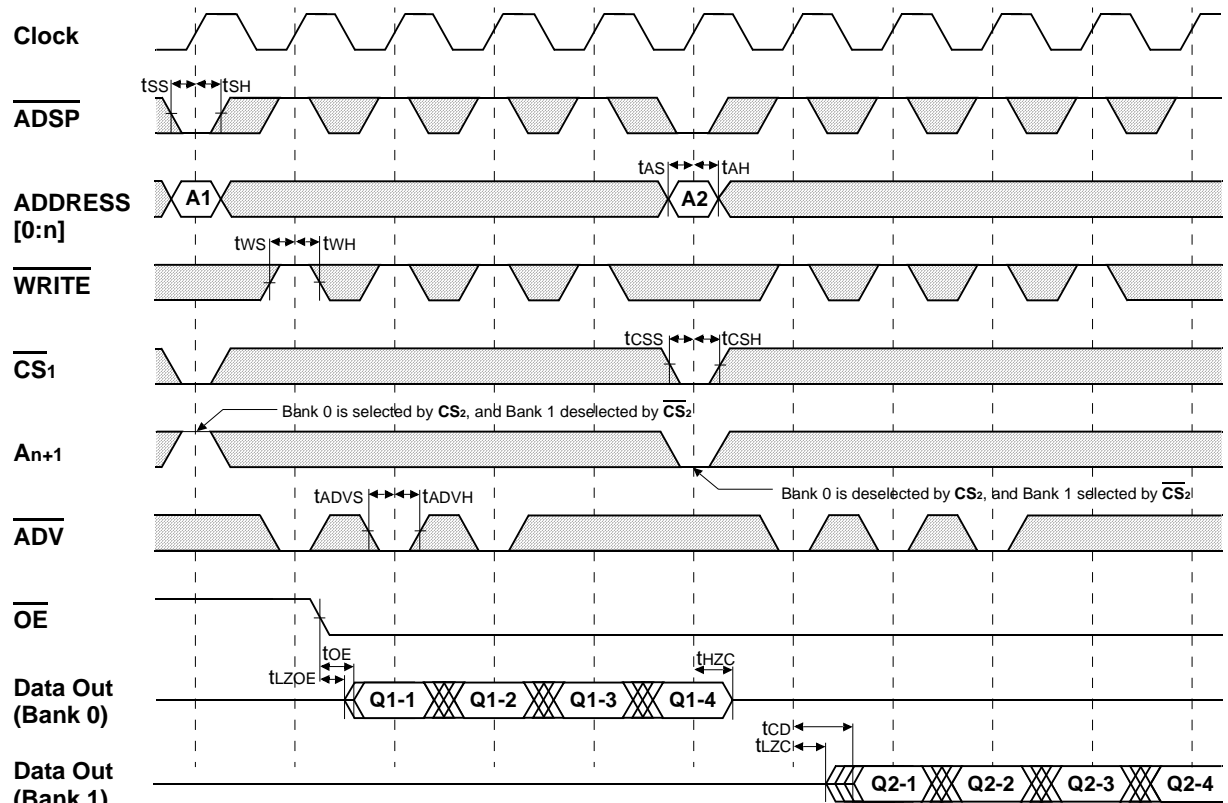 Clock
tSS tSH
ADSP
tAS tAH
ADDRESS
[0:n]
A1 A2
tWS tWH
WRITE
tCSS tCSH
CS1
Bank 0 is selected by CS2, and Bank 1 deselected by CS2
An+1
Bank 0 is deselected by CS2, and Bank 1 selected by CS2
tADVS tADVH
ADV
OE
tOE tHZC
tLZOE
Data Out
(Bank 0)
Q1-1 Q1-2 Q1-3 Q1-4
tCD
tLZC
Data Out
(Bank 1)
Q2-1 Q2-2 Q2-3 Q2-4